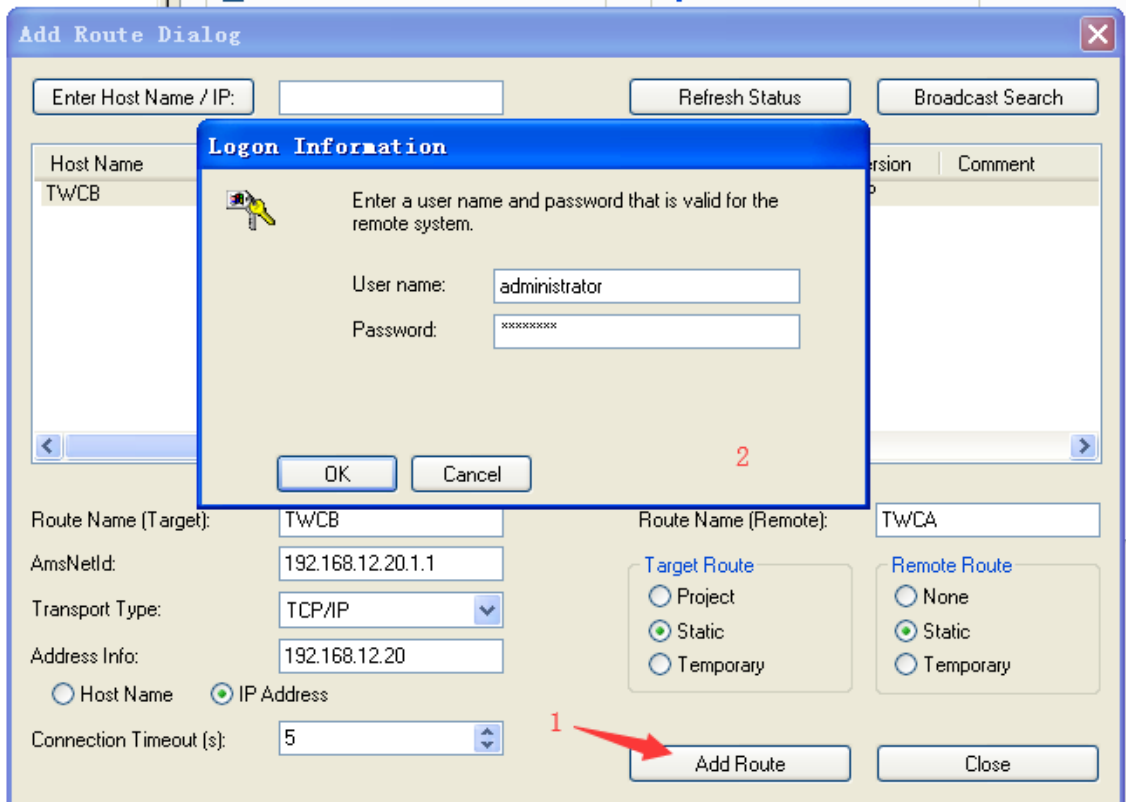 Add Route Dialog
Enter Host Name / IP:
Refresh Status
Broadcast Search
Logon Information
Host Name
Comment
TWCB
Enter a user name and password that is valid for the
remote system.
User name:
administrator
Password:
********
2
OK
Cancel
Route Name (Target):
TWCB
Route Name (Remote):
TWCA
AmsNetId:
192.168.12.20.1.1
Target Route
Remote Route
Project
None
Transport Type:
TCP/IP
Static
Static
Address Info:
192.168.12.20
Temporary
Temporary
Host Name
IP Address
1
Connection Timeout (s):
5
Add Route
Close